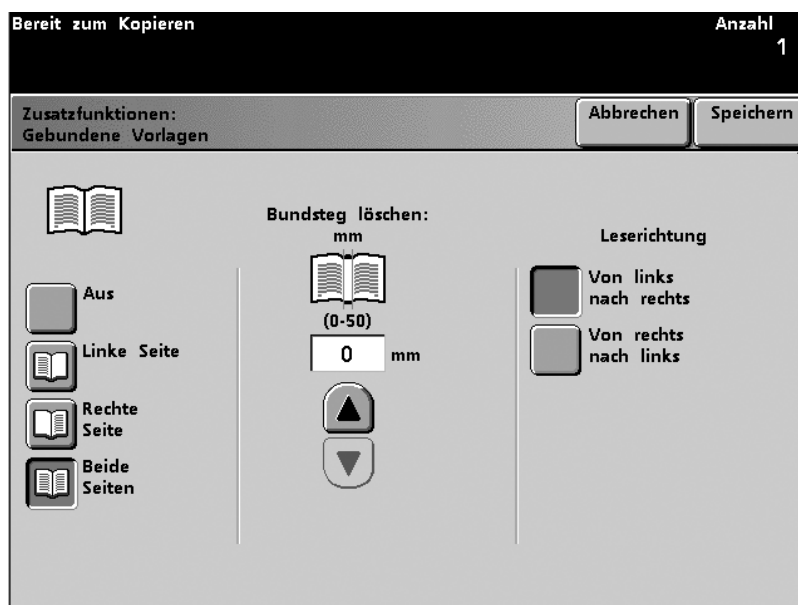 Bereit zum Kopieren
Anzahl
1
Zusatzfunktionen:
Gebundene Vorlagen
Abbrechen
Speichern
Aus
Linke Seite
Rechte
Seite
Beide
Seiten
Bundsteg löschen:
mm
(0-50)
0 mm
Leserichtung
Von links
nach rechts
Von rechts
nach links